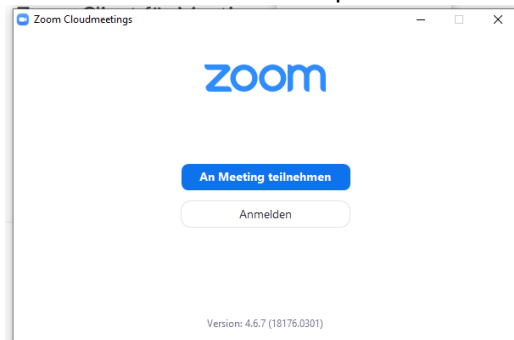 Zoom Cloudmeetings
zoom
An Meeting teilnehmen
Anmelden
Version: 4.6.7 (18176.0301)